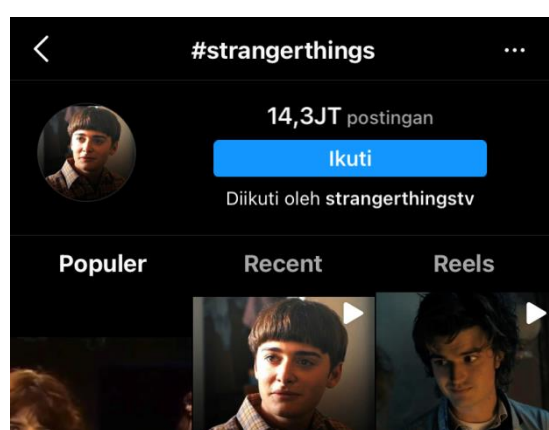 #strangerthings
14,3JT postingan
Ikuti
Diikuti oleh strangerthingstv
Populer Recent Reels